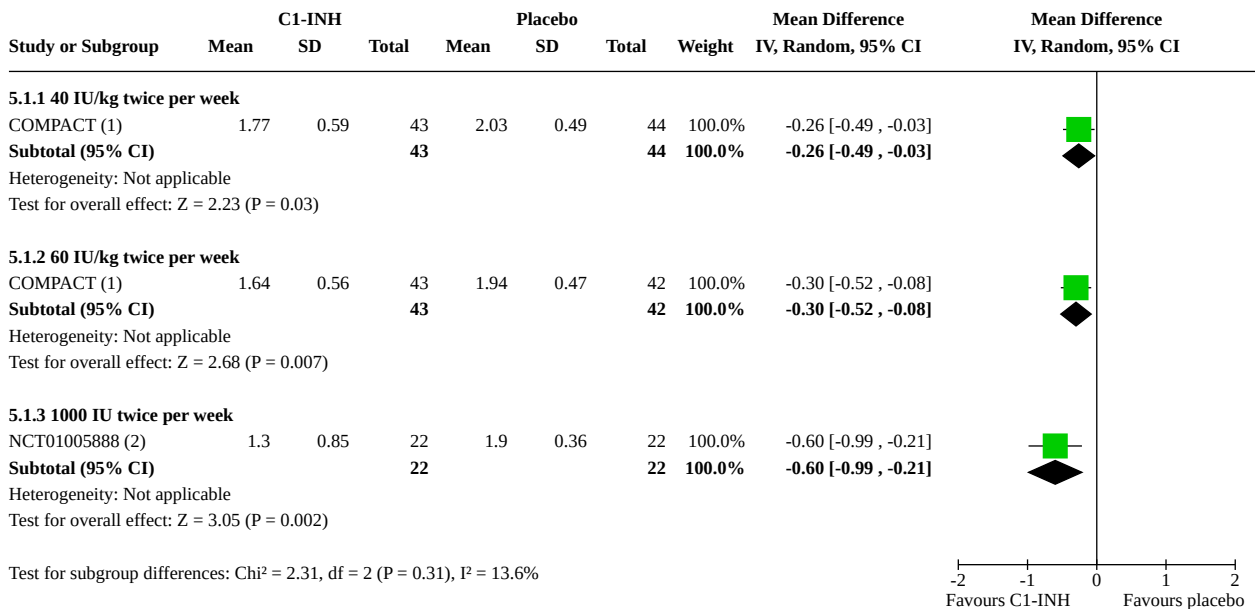 C1-INH Placebo Mean Difference Mean Difference
Study or Subgroup Mean SD Total Mean SD Total Weight IV, Random, 95% CI IV, Random, 95% CI
5.1.1 40 IU/kg twice per week
COMPACT (1) 1.77 0.59 43 2.03 0.49 44 100.0% -0.26 [-0.49 , -0.03]
Subtotal (95% CI) 43 44 100.0% -0.26 [-0.49 , -0.03]
Heterogeneity: Not applicable
Test for overall effect: Z = 2.23 (P = 0.03)
5.1.2 60 IU/kg twice per week
COMPACT (1) 1.64 0.56 43 1.94 0.47 42 100.0% -0.30 [-0.52 , -0.08]
Subtotal (95% CI) 43 42 100.0% -0.30 [-0.52 , -0.08]
Heterogeneity: Not applicable
Test for overall effect: Z = 2.68 (P = 0.007)
5.1.3 1000 IU twice per week
NCT01005888 (2) 1.3 0.85 22 1.9 0.36 22 100.0% -0.60 [-0.99 , -0.21]
Subtotal (95% CI) 22 22 100.0% -0.60 [-0.99 , -0.21]
Heterogeneity: Not applicable
Test for overall effect: Z = 3.05 (P = 0.002)
Test for subgroup differences: Chi² = 2.31, df = 2 (P = 0.31), I² = 13.6%
-2 -1 0 1 2
Favours C1-INH Favours placebo